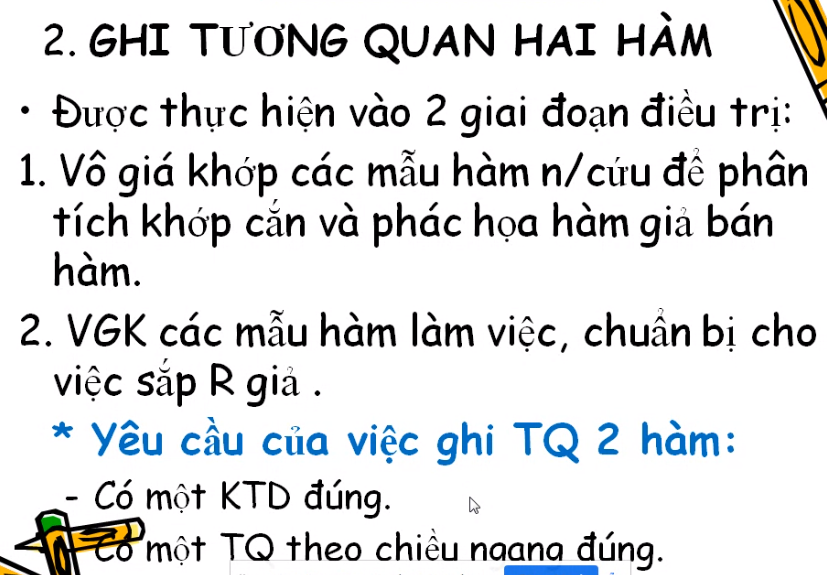 2. GHI TƯƠNG QUAN HAI HÀM
• Được thực hiện vào 2 giai đoạn điều trị:
1. Vô giá khớp các mẫu hàm n/cứu để phân
tích khớp cắn và phác họa hàm giả bán
hàm.
2. VGK các mẫu hàm làm việc, chuẩn bị cho
việc sắp R giả .
* Yêu cầu của việc ghi TQ 2 hàm:
- Có một KTD đúng.
Có một TQ theo chiều ngang đúng.